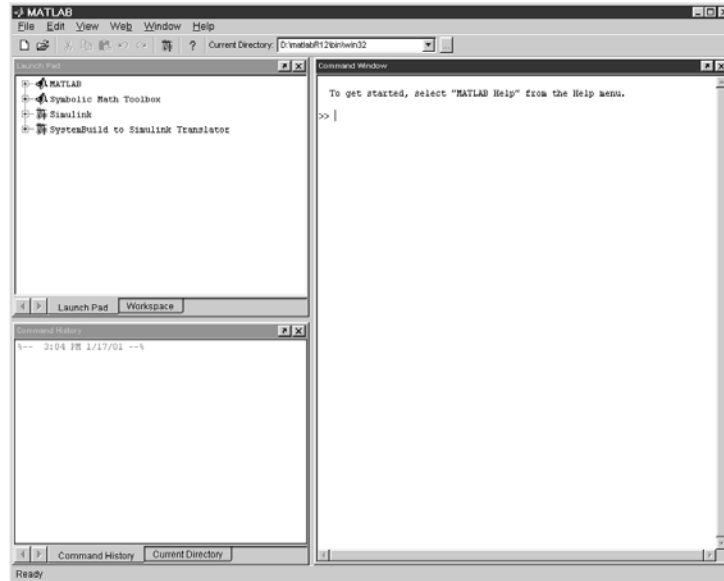 MATLAB
File Edit View Web Window Help
? Current Directory: D:\matlabR12\bin\win32
Launch Pad
MATLAB
Symbolic Math Toolbox
Simulink
SystemBuild to Simulink Translator
Launch Pad Workspace
Command History
%-- 3:04 PM 1/17/01 --%
Command History Current Directory
Command Window
To get started, select "MATLAB Help" from the Help menu.
>>
Ready